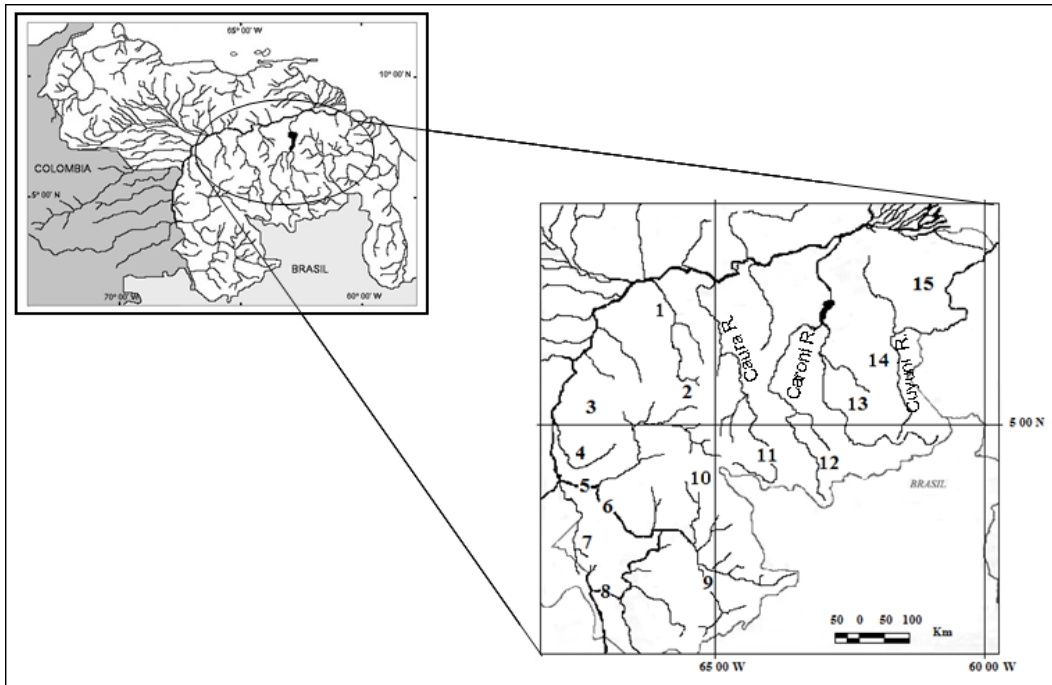 65° 00' W
10° 00' N
COLOMBIA
5° 00' N
BRASIL
70° 00' W
60° 00' W
1
15
Caura R.
Caroni R.
Cuyuni R.
14
2
3
13
5 00 N
4
11
12
5
10
BRASIL
6
7
8
9
50 0 50 100
Km
65 00 W
60 00 W